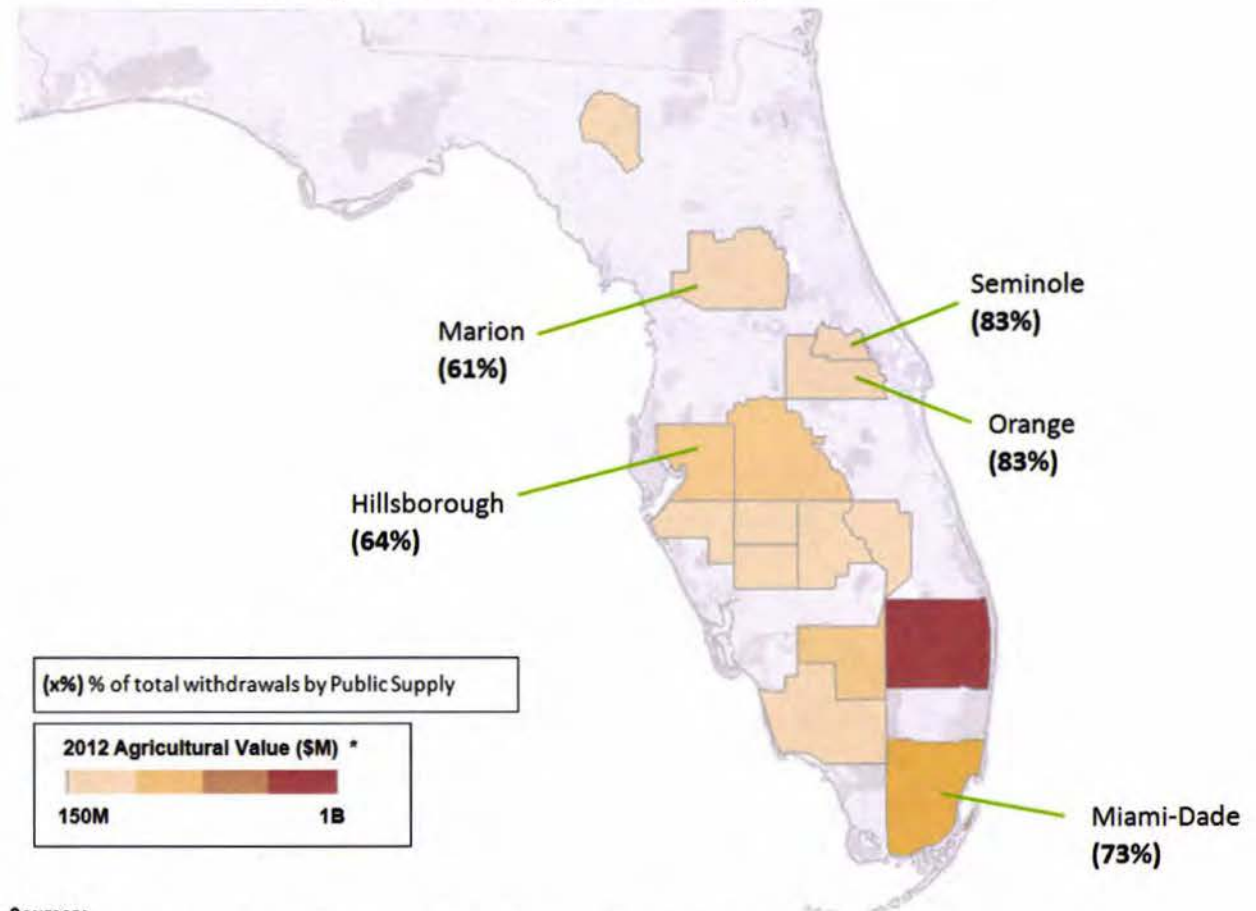 Seminole
(83%)
Marion
(61%)
Orange
(83%)
Hillsborough
(64%)
(x%) % of total withdrawals by Public Supply
2012 Agricultural Value ($M) *
150M 1B
Miami-Dade
(73%)